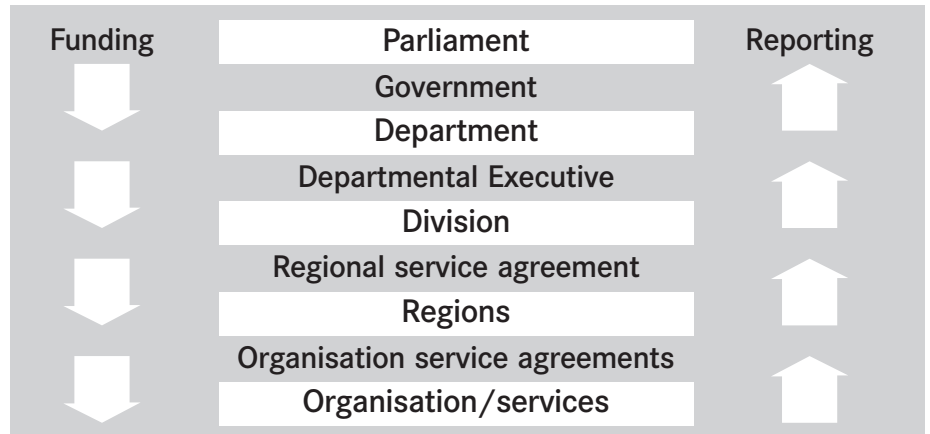 Funding Parliament Reporting
Government
Department
Departmental Executive
Division
Regional service agreement
Regions
Organisation service agreements
Organisation/services